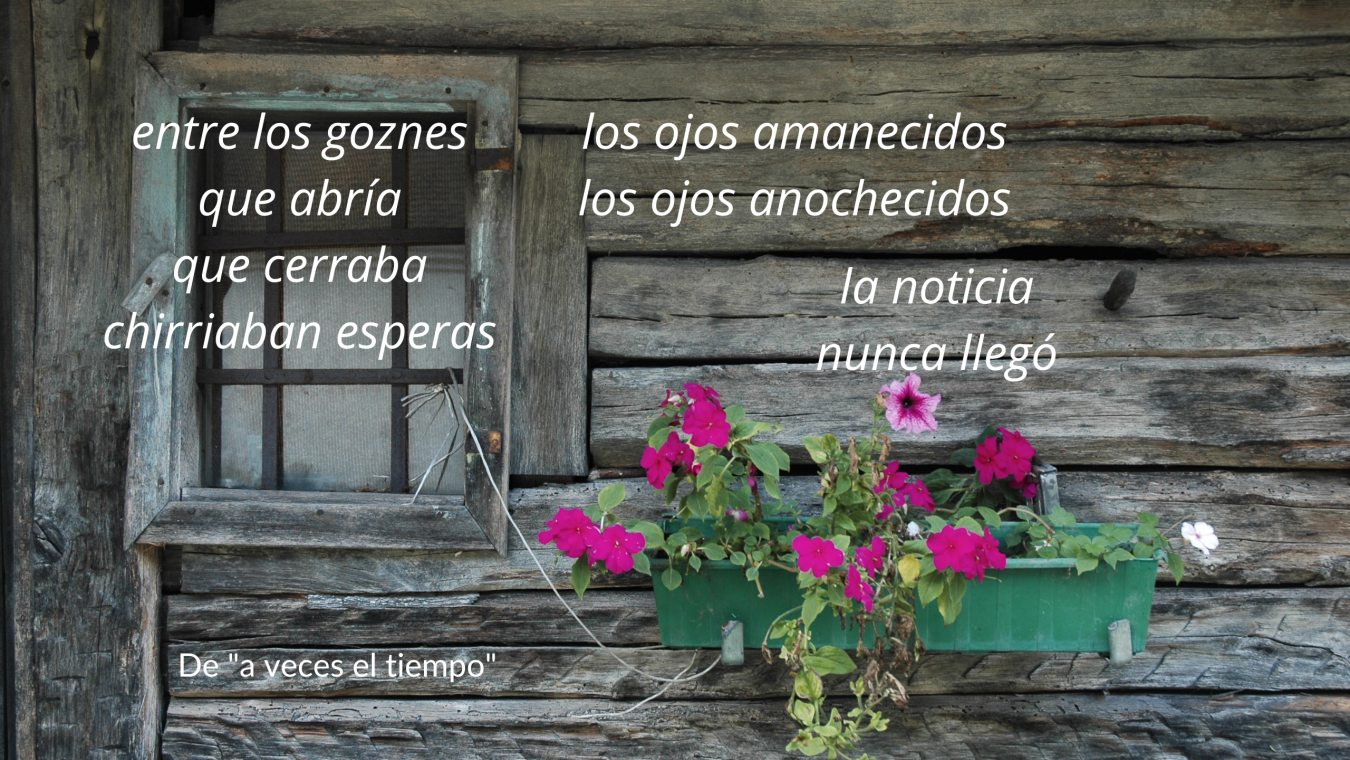 entre los goznes
que abría
que cerraba
chirriaban esperas
los ojos amanecidos
los ojos anochecidos
la noticia
nunca llegó
De "a veces el tiempo"